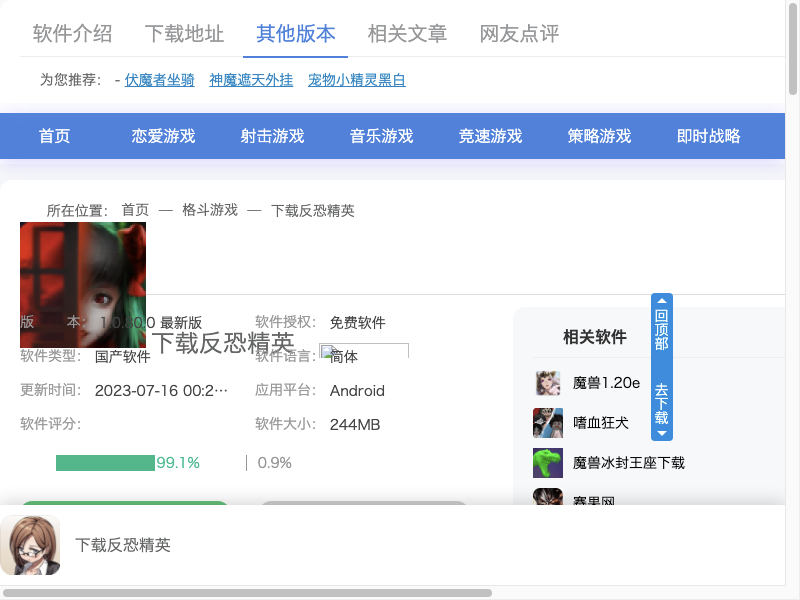 软件介绍 下载地址 其他版本 相关文章 网友点评
为您推荐： - 伏魔者坐骑 神魔遮天外挂 宠物小精灵黑白
首页 恋爱游戏 射击游戏 音乐游戏 竞速游戏 策略游戏 即时战略
所在位置： 首页 — 格斗游戏 — 下载反恐精英
下载反恐精英
版 本： 1.0.80.0 最新版 软件授权： 免费软件
软件类型： 国产软件 软件语言： 简体
更新时间： 2023-07-16 00:2… 应用平台： Android
软件评分： 软件大小： 244MB
99.1% 0.9%
相关软件
魔兽1.20e
嗜血狂犬
魔兽冰封王座下载
赛果网
回顶部
去下载
下载反恐精英